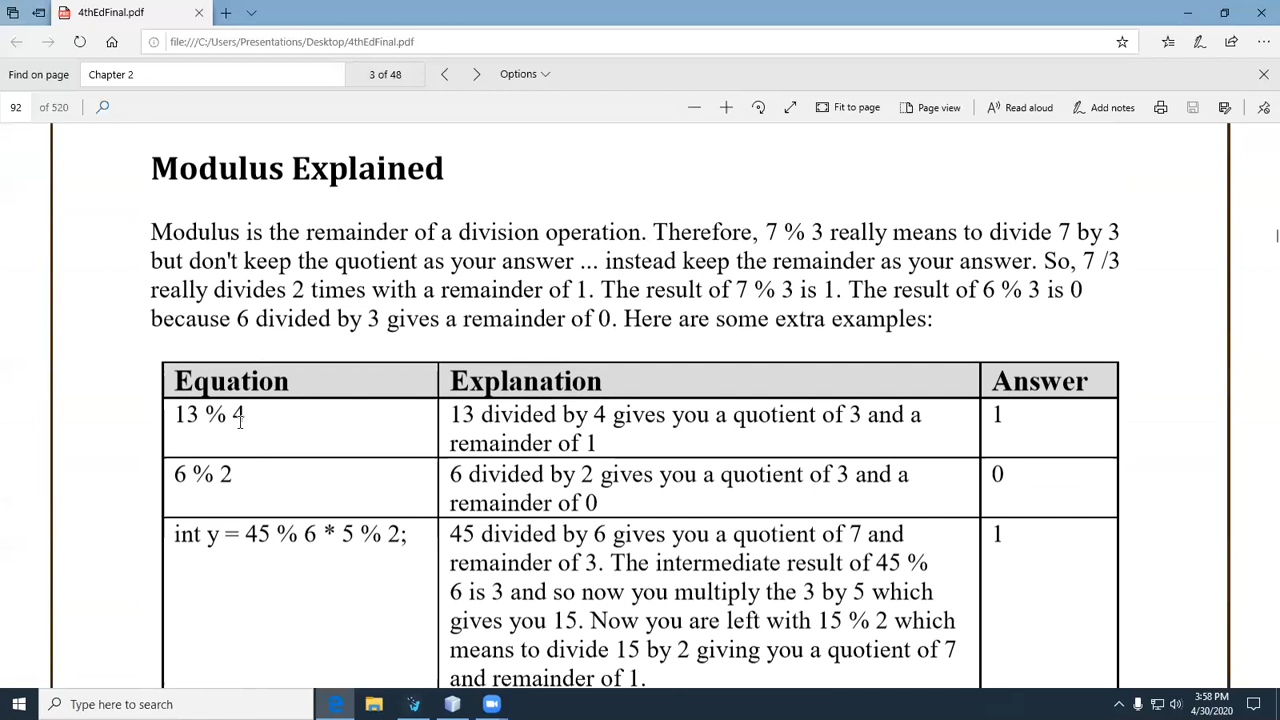 4thEdFinal.pdf
file:///C:/Users/Presentations/Desktop/4thEdFinal.pdf
Find on page
Chapter 2
3 of 48
Options
92
of 520
Fit to page
Page view
Read aloud
Add notes
Modulus Explained
Modulus is the remainder of a division operation. Therefore, 7 % 3 really means to divide 7 by 3
but don't keep the quotient as your answer ... instead keep the remainder as your answer. So, 7 /3
really divides 2 times with a remainder of 1. The result of 7 % 3 is 1. The result of 6 % 3 is 0
because 6 divided by 3 gives a remainder of 0. Here are some extra examples:
Equation
Explanation
Answer
13 % 4
13 divided by 4 gives you a quotient of 3 and a
remainder of 1
1
6 % 2
6 divided by 2 gives you a quotient of 3 and a
remainder of 0
0
int y = 45 % 6 * 5 % 2;
45 divided by 6 gives you a quotient of 7 and
remainder of 3. The intermediate result of 45 %
6 is 3 and so now you multiply the 3 by 5 which
gives you 15. Now you are left with 15 % 2 which
means to divide 15 by 2 giving you a quotient of 7
and remainder of 1.
1
Type here to search
3:58 PM
4/30/2020